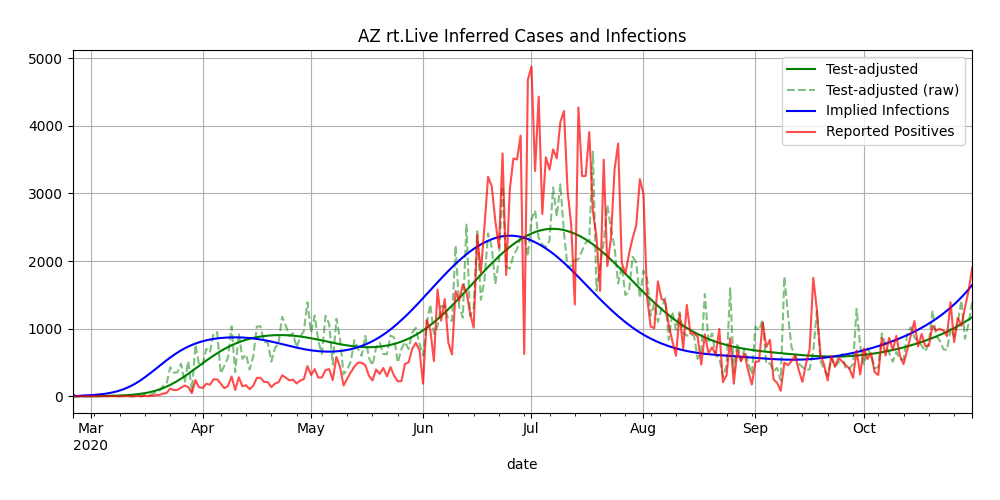 AZ rt.Live Inferred Cases and Infections
5000
4000
3000
2000
1000
0
Test-adjusted
Test-adjusted (raw)
Implied Infections
Reported Positives
Mar Apr May Jun Jul Aug Sep Oct
2020
date